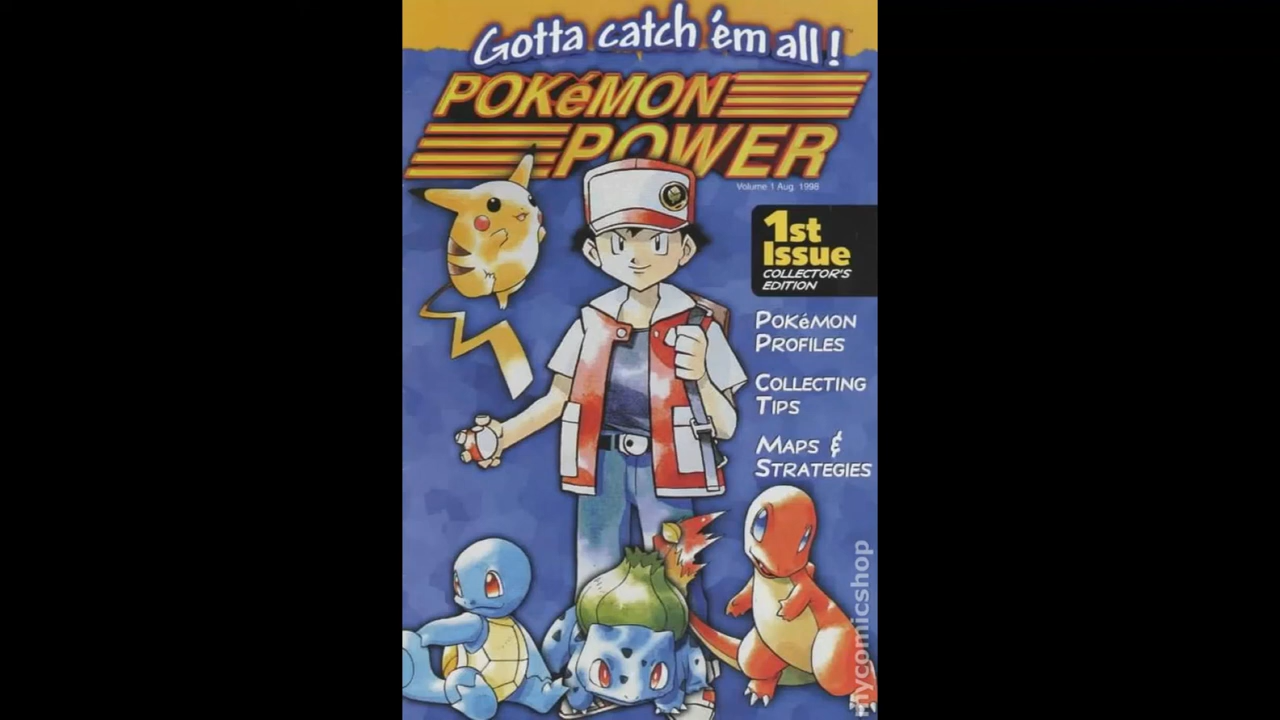 Gotta catch 'em all!
POKéMON
POWER
Volume 1 Aug. 1998
1st
Issue
COLLECTOR'S
EDITION
POKéMON
PROFILES
COLLECTING
TIPS
MAPS &
STRATEGIES
mycomicshop